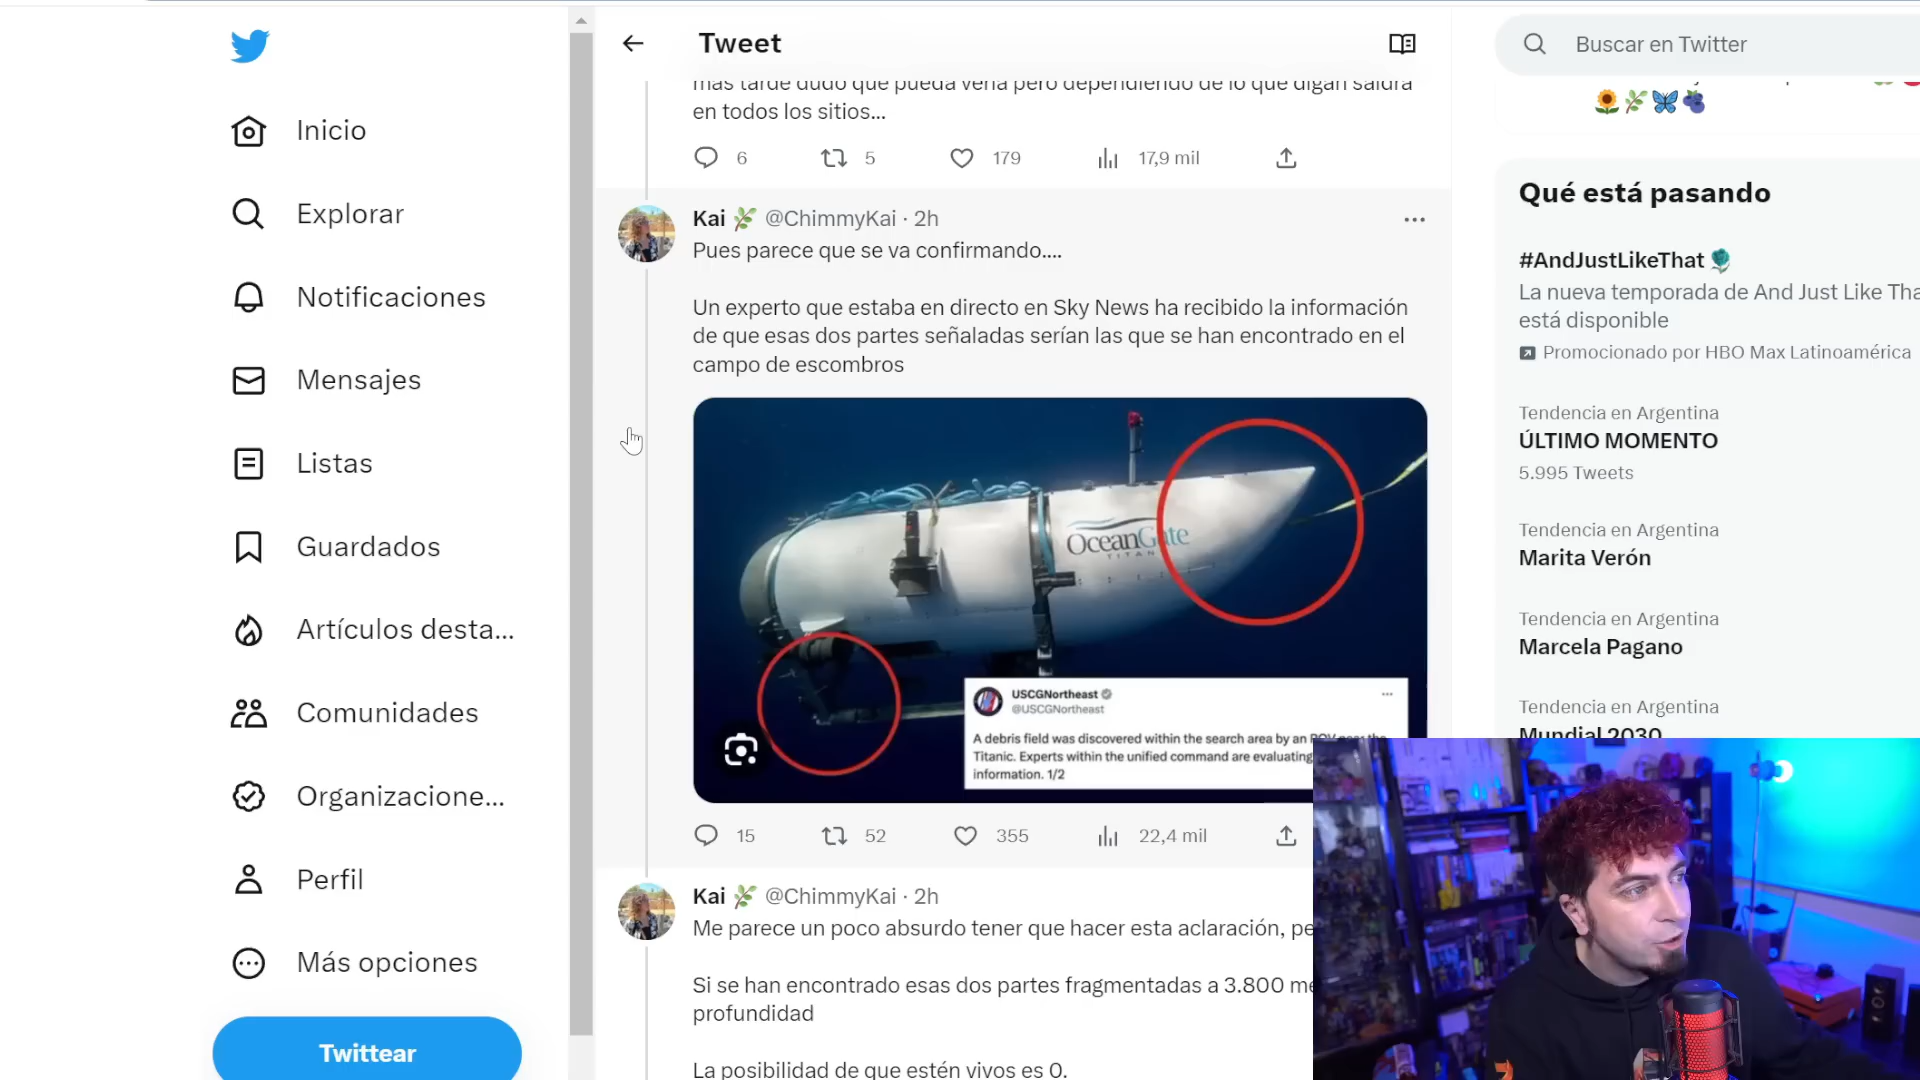 Inicio
Explorar
Notificaciones
Mensajes
Listas
Guardados
Artículos desta...
Comunidades
Organizacione...
Perfil
Más opciones
Twittear
Tweet
más tarde dudo que pueda verla pero dependiendo de lo que digan saldrá
en todos los sitios...
6 5 179 17,9 mil
Kai @ChimmyKai · 2h
Pues parece que se va confirmando....
Un experto que estaba en directo en Sky News ha recibido la información
de que esas dos partes señaladas serían las que se han encontrado en el
campo de escombros
OceanGate
TITAN
USCGNortheast
@USCGNortheast
A debris field was discovered within the search area by an ROV near the
Titanic. Experts within the unified command are evaluating
information. 1/2
15 52 355 22,4 mil
Kai @ChimmyKai · 2h
Me parece un poco absurdo tener que hacer esta aclaración, pe
Si se han encontrado esas dos partes fragmentadas a 3.800 me
profundidad
La posibilidad de que estén vivos es 0.
Buscar en Twitter
Qué está pasando
#AndJustLikeThat
La nueva temporada de And Just Like Tha
está disponible
Promocionado por HBO Max Latinoamérica
Tendencia en Argentina
ÚLTIMO MOMENTO
5.995 Tweets
Tendencia en Argentina
Marita Verón
Tendencia en Argentina
Marcela Pagano
Tendencia en Argentina
Mundial 2030